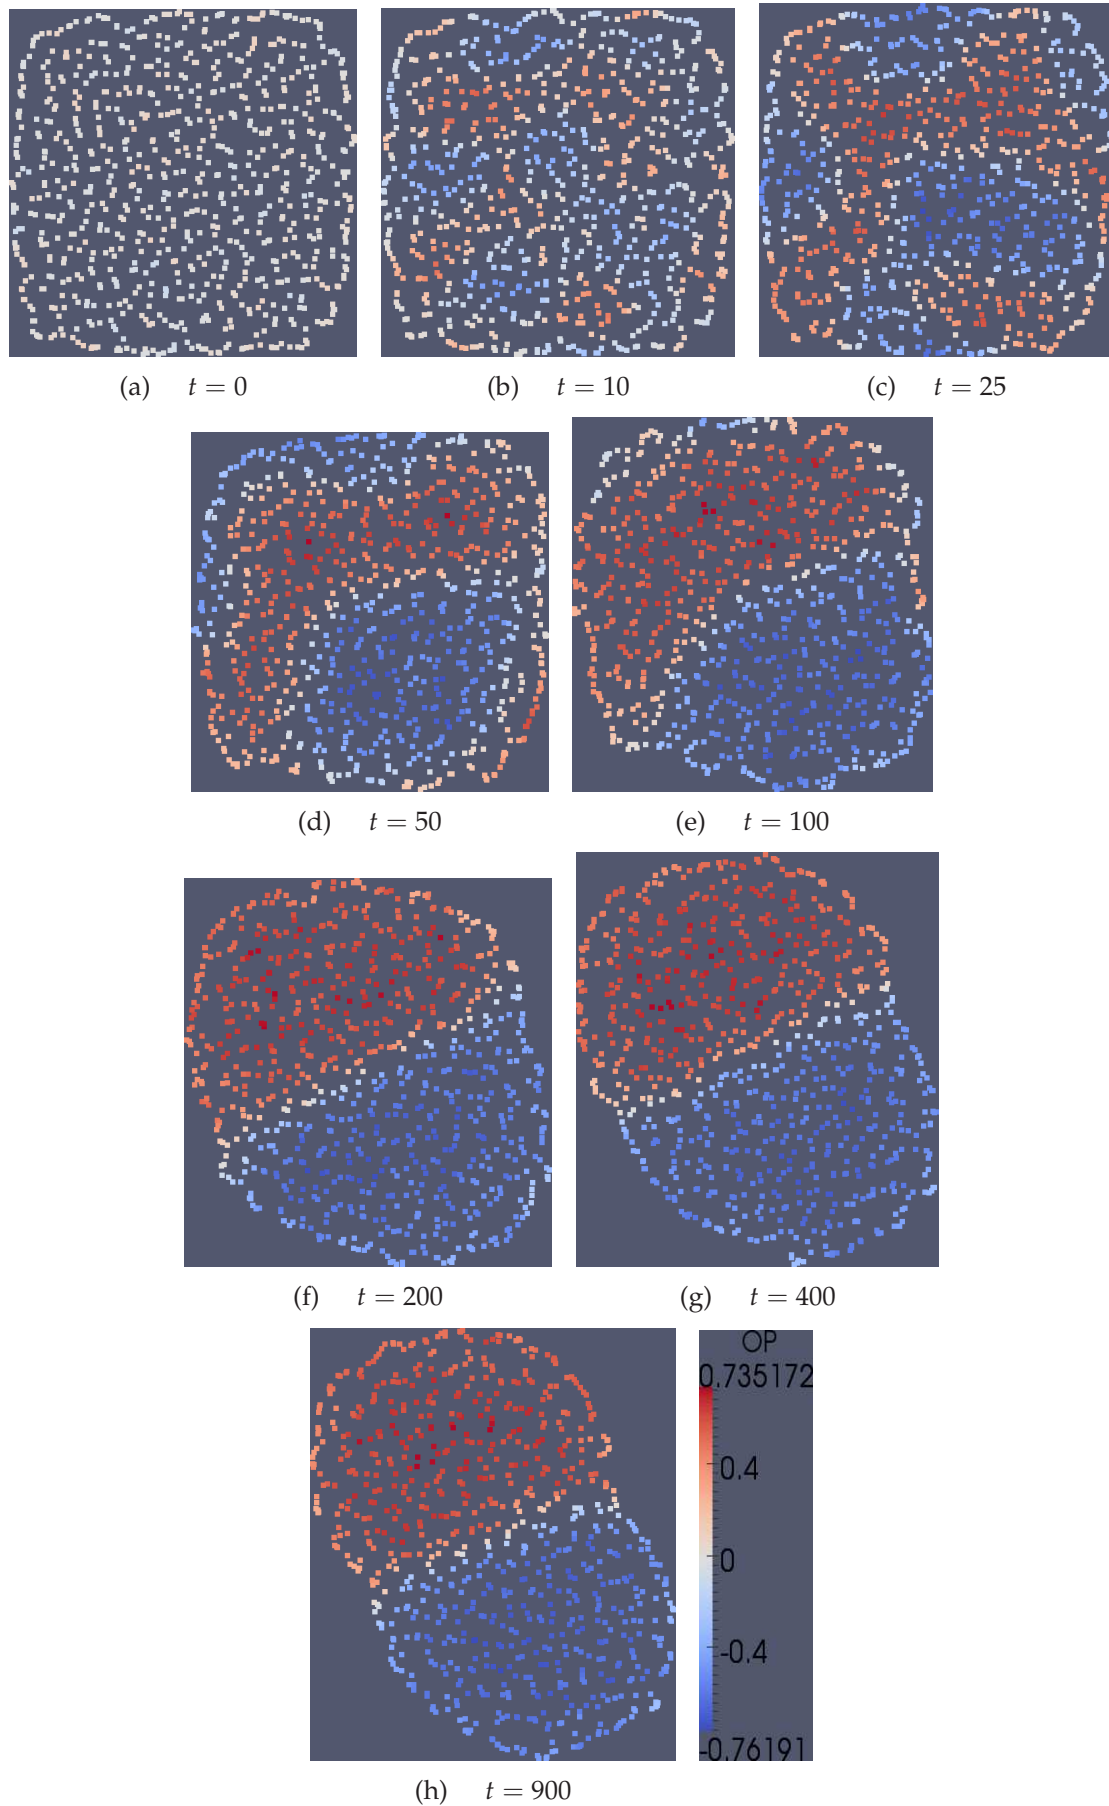 (a) t = 0
(b) t = 10
(c) t = 25
(d) t = 50
(e) t = 100
(f) t = 200
(g) t = 400
OP
0.735172
0.4
0
-0.4
-0.76191
(h) t = 900